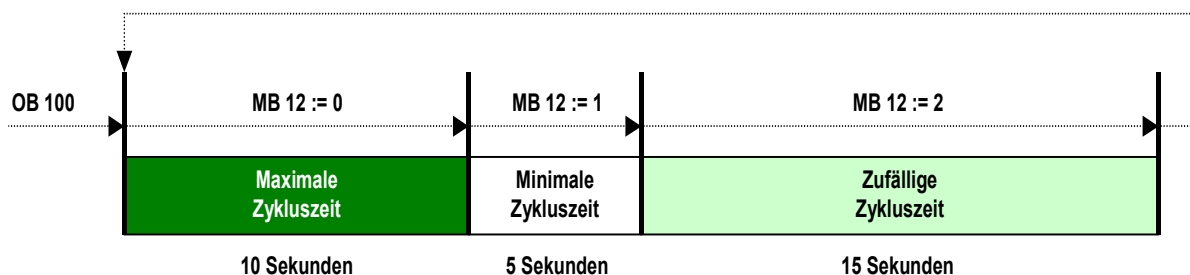 OB 100
MB 12 := 0
MB 12 := 1
MB 12 := 2
Maximale
Zykluszeit
Minimale
Zykluszeit
Zufällige
Zykluszeit
10 Sekunden
5 Sekunden
15 Sekunden